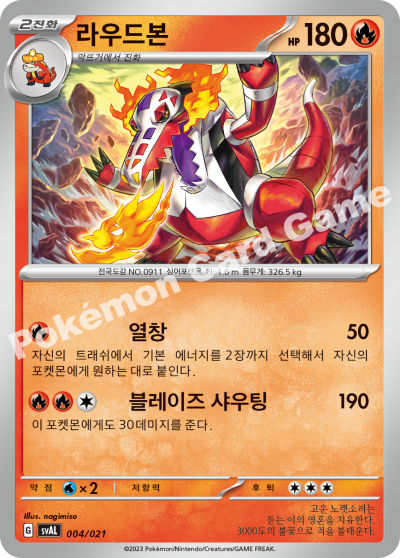 2진화
라우드본
HP 180
악뜨거에서 진화
전국도감 NO.0911 싱어포켓몬 키: 1.6 m 몸무게: 326.5 kg
Pokémon Card Game
열창 50
자신의 트래쉬에서 기본 에너지를 2장까지 선택해서 자신의
포켓몬에게 원하는 대로 붙인다.
블레이즈 샤우팅 190
이 포켓몬에게도 30데미지를 준다.
약점 ×2 저항력 후퇴
Illus. nagimiso
G svAL 004/021
고운 노랫소리는
듣는 이의 영혼을 치유한다.
3000도의 불꽃으로 적을 불태운다.
©2023 Pokémon/Nintendo/Creatures/GAME FREAK.